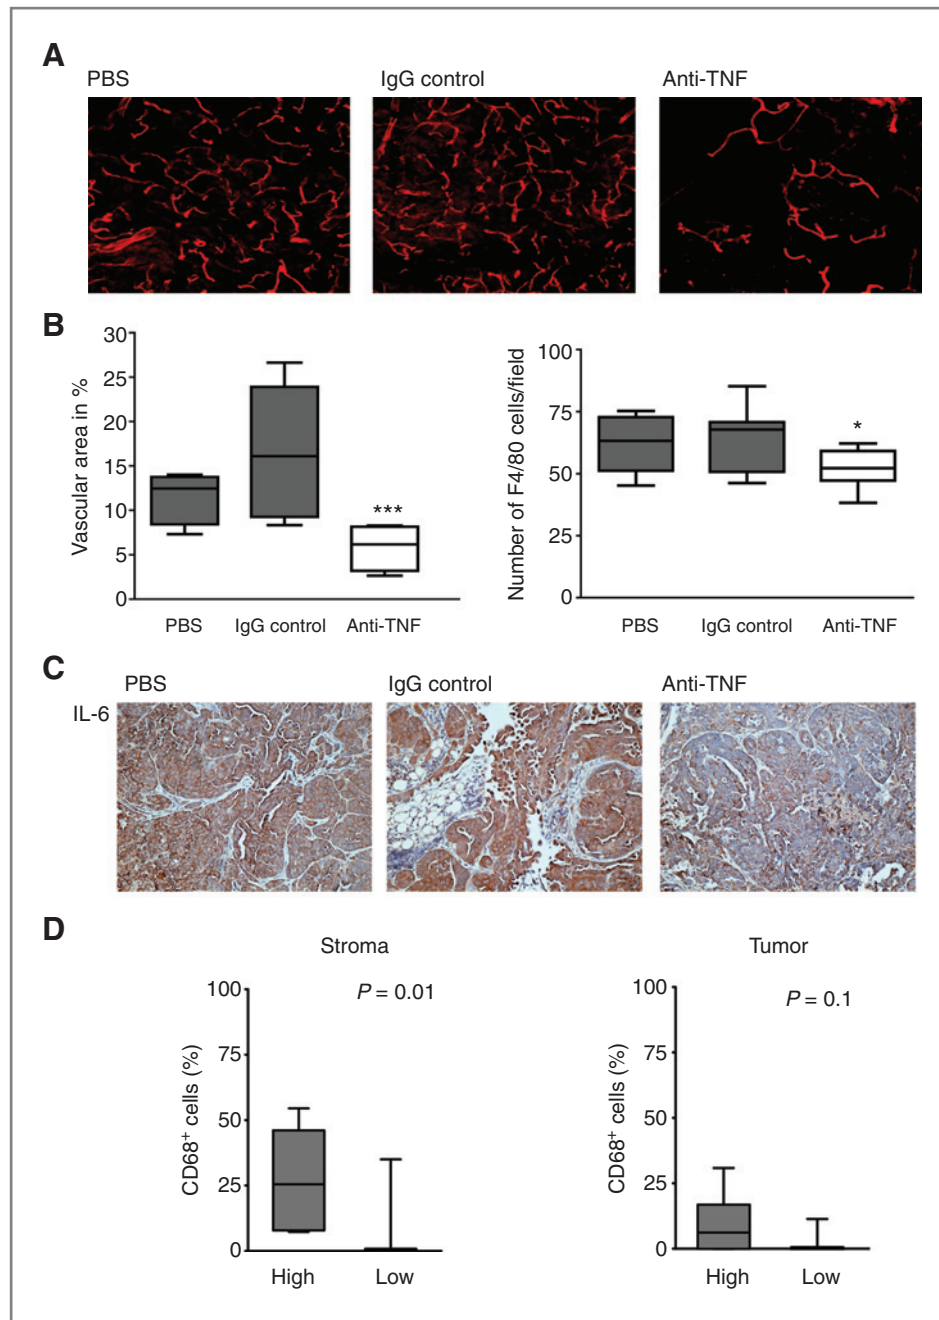 A
PBS
IgG control
Anti-TNF
B
Vascular area in %
30
25
20
15
10
5
0
***
PBS
IgG control
Anti-TNF
Number of F4/80 cells/field
100
75
50
25
0
*
PBS
IgG control
Anti-TNF
C
PBS
IgG control
Anti-TNF
IL-6
D
Stroma
P = 0.01
CD68+ cells (%)
100
75
50
25
0
High
Low
Tumor
P = 0.1
CD68+ cells (%)
100
75
50
25
0
High
Low